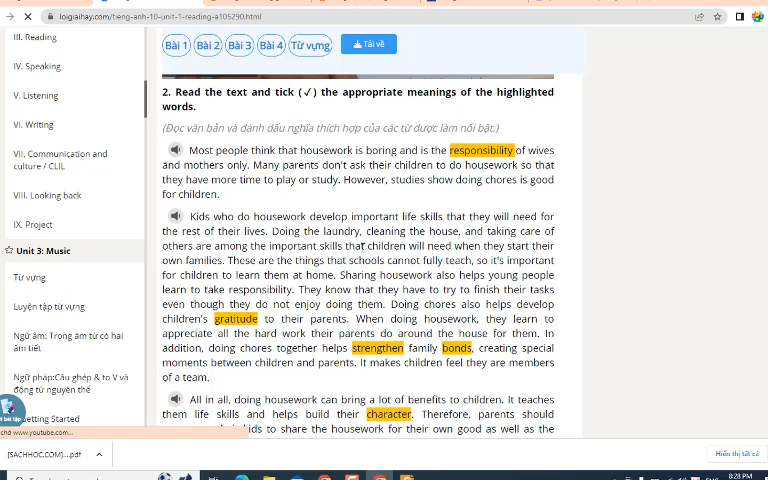 loigiaihay.com/tieng-anh-10-unit-1-reading-a105290.html
III. Reading
IV. Speaking
V. Listening
VI. Writing
VII. Communication and
culture / CLIL
VIII. Looking back
IX. Project
Unit 3: Music
Từ vựng
Luyện tập từ vựng
Ngữ âm: Trọng âm từ có hai
âm tiết
Ngữ pháp:Câu ghép & to V và
động từ nguyên thể
Getting Started
Bài 1
Bài 2
Bài 3
Bài 4
Từ vựng
Tải về
2. Read the text and tick (✓) the appropriate meanings of the highlighted
words.
(Đọc văn bản và đánh dấu nghĩa thích hợp của các từ được làm nổi bật.)
Most people think that housework is boring and is the responsibility of wives
and mothers only. Many parents don't ask their children to do housework so that
they have more time to play or study. However, studies show doing chores is good
for children.
Kids who do housework develop important life skills that they will need for
the rest of their lives. Doing the laundry, cleaning the house, and taking care of
others are among the important skills that children will need when they start their
own families. These are the things that schools cannot fully teach, so it's important
for children to learn them at home. Sharing housework also helps young people
learn to take responsibility. They know that they have to try to finish their tasks
even though they do not enjoy doing them. Doing chores also helps develop
children's gratitude to their parents. When doing housework, they learn to
appreciate all the hard work their parents do around the house for them. In
addition, doing chores together helps strengthen family bonds, creating special
moments between children and parents. It makes children feel they are members
of a team.
All in all, doing housework can bring a lot of benefits to children. It teaches
them life skills and helps build their character. Therefore, parents should
kids to share the housework for their own good as well as the
chờ www.youtube.com...
[SACHHOC.COM]....pdf
Hiển thị tất cả
ENG
8:28 PM